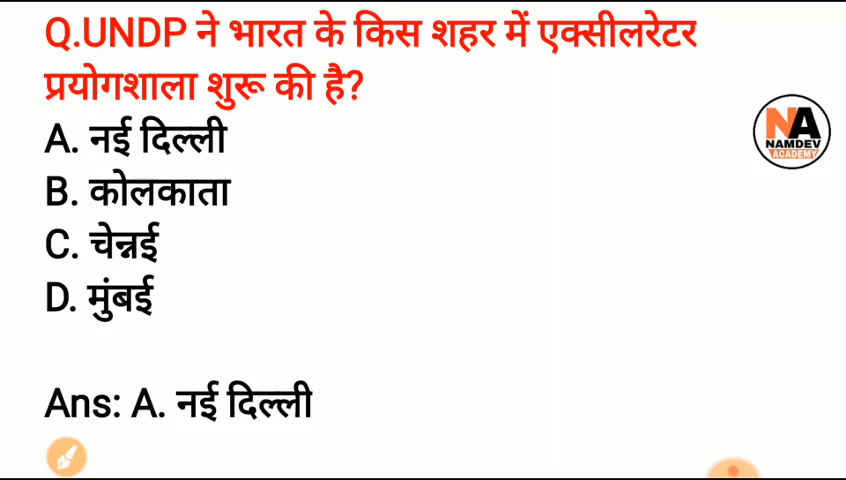 Q.UNDP ने भारत के किस शहर में एक्सीलरेटर
प्रयोगशाला शुरू की है?
A. नई दिल्ली
B. कोलकाता
C. चेन्नई
D. मुंबई
Ans: A. नई दिल्ली
NA
NAMDEV
ACADEMY